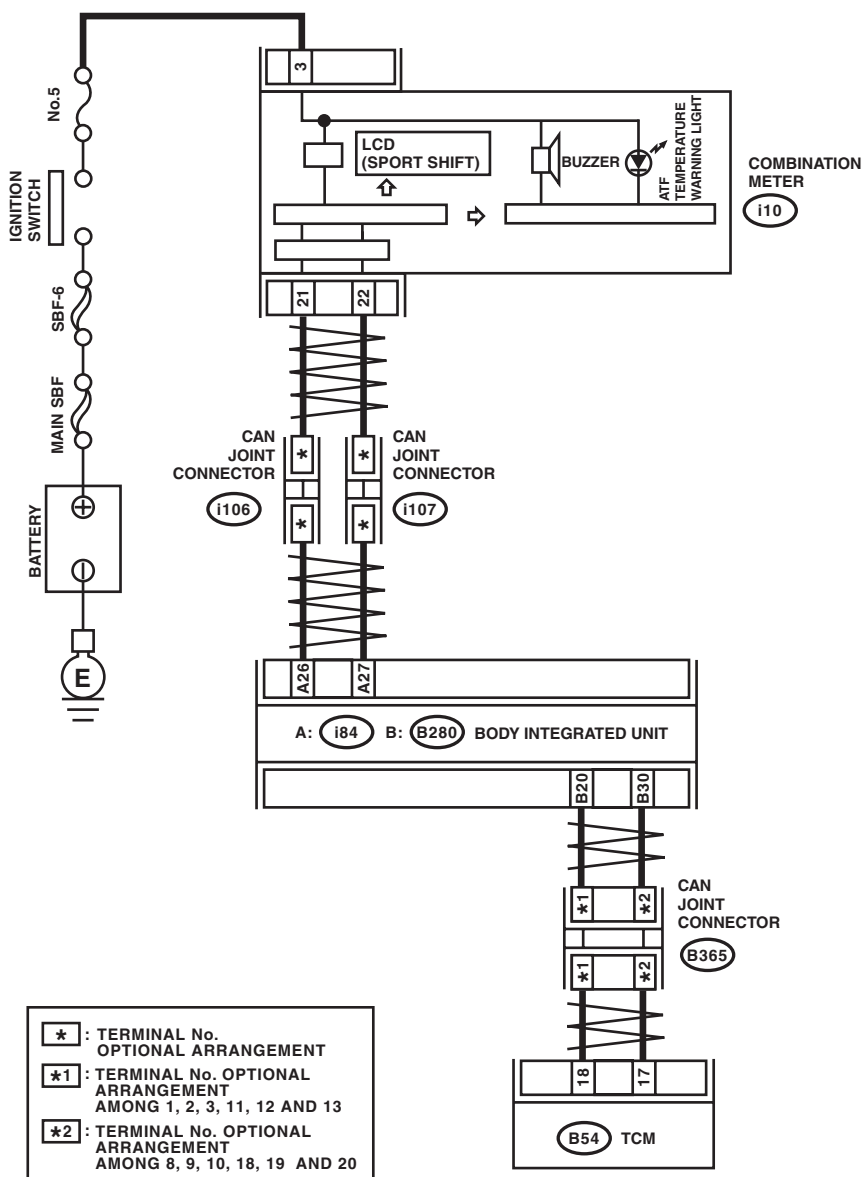 3
No.5
IGNITION
SWITCH
SBF-6
MAIN SBF
BATTERY
E
LCD
(SPORT SHIFT)
BUZZER
ATF
TEMPERATURE
WARNING LIGHT
COMBINATION
METER
i10
21
22
CAN
JOINT
CONNECTOR
i106
*
*
CAN
JOINT
CONNECTOR
i107
*
*
A26
A27
A: i84 B: B280 BODY INTEGRATED UNIT
B20
B30
*1
*2
CAN
JOINT
CONNECTOR
B365
*1
*2
18
17
B54 TCM
* : TERMINAL No.
OPTIONAL ARRANGEMENT
*1 : TERMINAL No. OPTIONAL
ARRANGEMENT
AMONG 1, 2, 3, 11, 12 AND 13
*2 : TERMINAL No. OPTIONAL
ARRANGEMENT
AMONG 8, 9, 10, 18, 19 AND 20